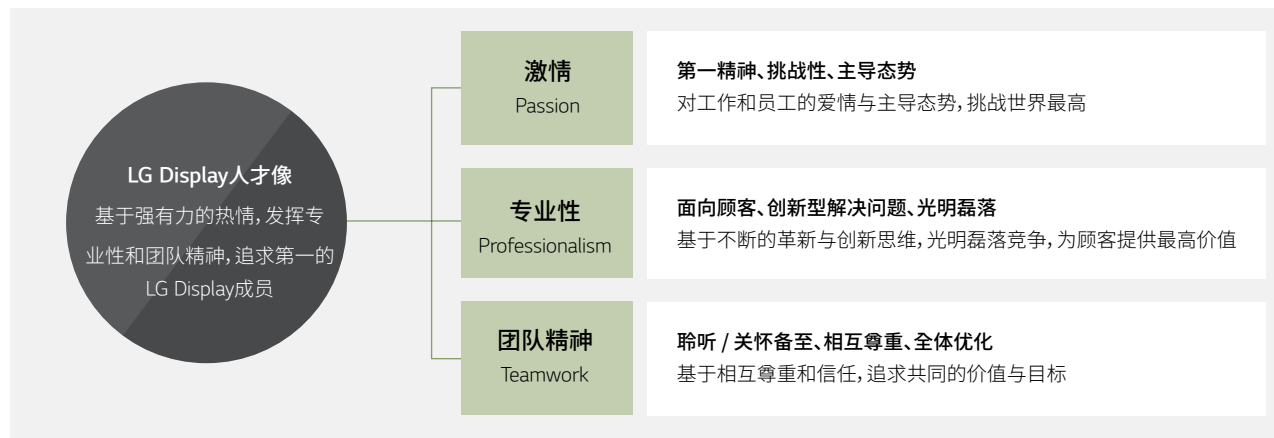 LG Display人才像
基于强有力的热情，发挥专
业性和团队精神，追求第一的
LG Display成员
激情
Passion
第一精神、挑战性、主导态势
对工作和员工的爱情与主导态势，挑战世界最高
专业性
Professionalism
面向顾客、创新型解决问题、光明磊落
基于不断的革新与创新思维，光明磊落竞争，为顾客提供最高价值
团队精神
Teamwork
聆听 / 关怀备至、相互尊重、全体优化
基于相互尊重和信任，追求共同的价值与目标